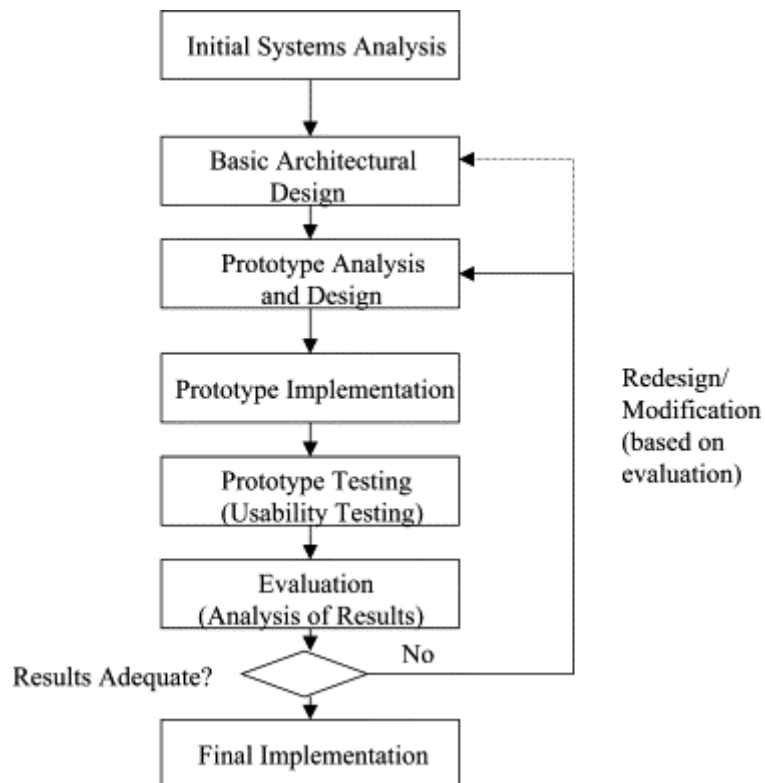 Initial Systems Analysis
Basic Architectural
Design
Prototype Analysis
and Design
Prototype Implementation
Redesign/
Modification
(based on
evaluation)
Prototype Testing
(Usability Testing)
Evaluation
(Analysis of Results)
No
Results Adequate?
Final Implementation